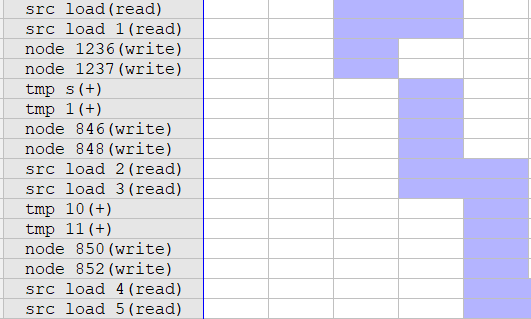 src load(read)
src load 1(read)
node 1236(write)
node 1237(write)
tmp s(+)
tmp 1(+)
node 846(write)
node 848(write)
src load 2(read)
src load 3(read)
tmp 10(+)
tmp 11(+)
node 850(write)
node 852(write)
src load 4(read)
src load 5(read)